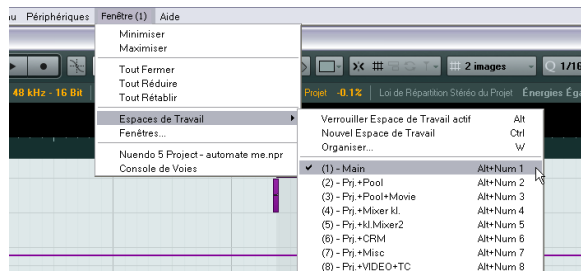 nu Périphériques Fenêtre (1) Aide
Minimiser
Maximiser
Tout Fermer
Tout Réduire
Tout Rétablir
Espaces de Travail
Fenêtres...
Nuendo 5 Project - automate me.npr
Console de Voies
2 images
Q 1/16
48 kHz - 16 Bit
Projet -0.1% Loi de Répartition Stéréo du Projet Énergies Éga
Verrouiller Espace de Travail actif Alt
Nouvel Espace de Travail Ctrl
Organiser... W
(1) - Main Alt+Num 1
(2) - Prj.+Pool Alt+Num 2
(3) - Prj.+Pool+Movie Alt+Num 3
(4) - Prj.+Mixer kl. Alt+Num 4
(5) - Prj.+kl.Mixer2 Alt+Num 5
(6) - Prj.+CRM Alt+Num 6
(7) - Prj.+Misc Alt+Num 7
(8) - Prj.+VIDEO+TC Alt+Num 8